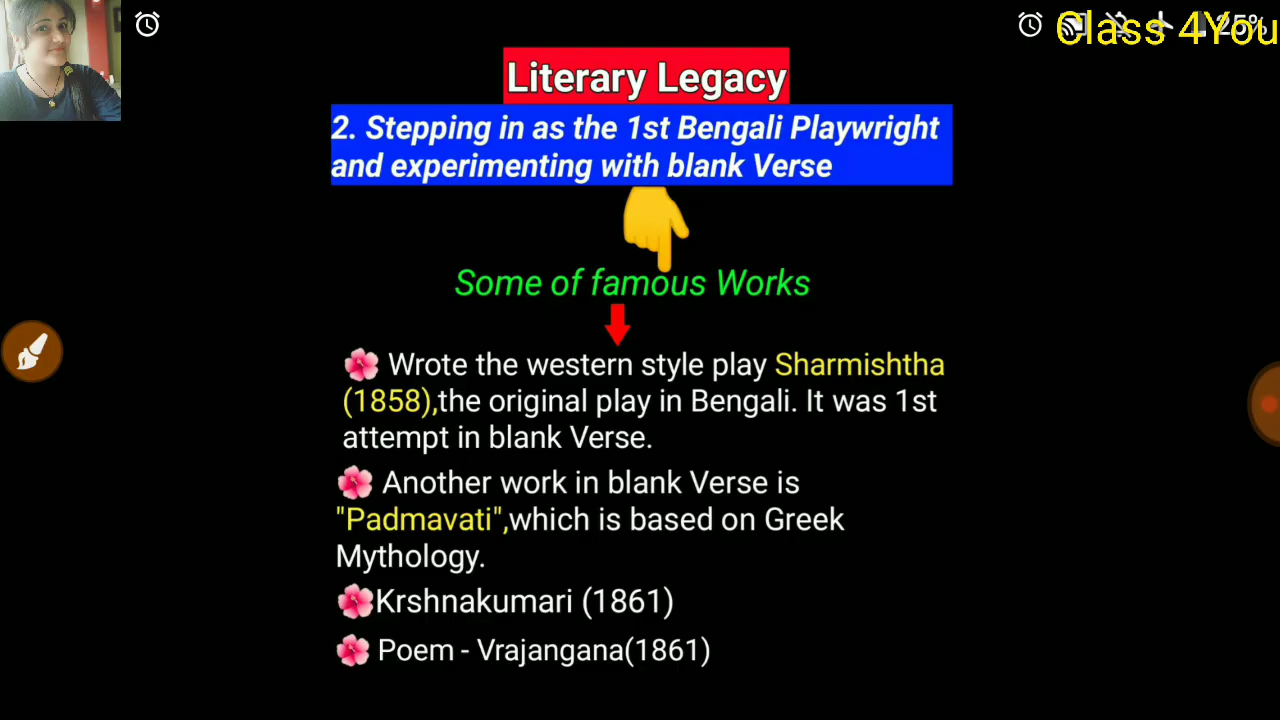 Class 4You
25%
Literary Legacy
2. Stepping in as the 1st Bengali Playwright
and experimenting with blank Verse
Some of famous Works
Wrote the western style play Sharmishtha
(1858),the original play in Bengali. It was 1st
attempt in blank Verse.
Another work in blank Verse is
"Padmavati",which is based on Greek
Mythology.
Krshnakumari (1861)
Poem - Vrajangana(1861)